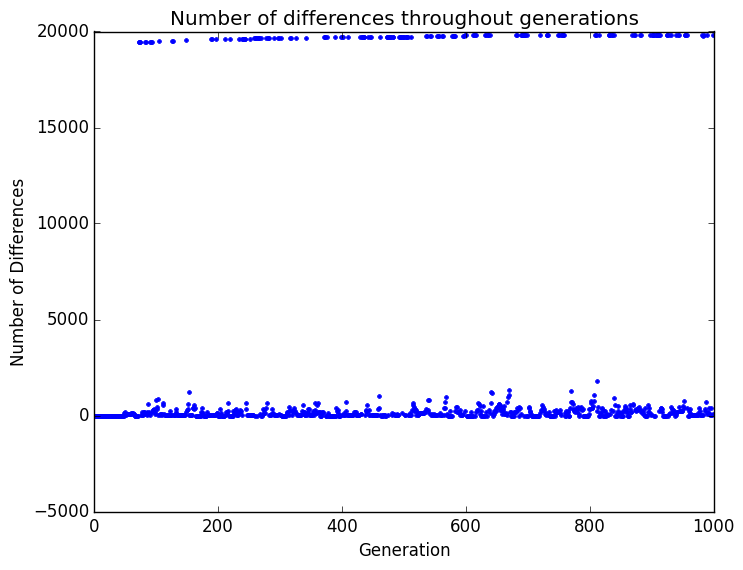 Number of differences throughout generations
20000
15000
10000
5000
0
−5000
Number of Differences
0 200 400 600 800 1000
Generation